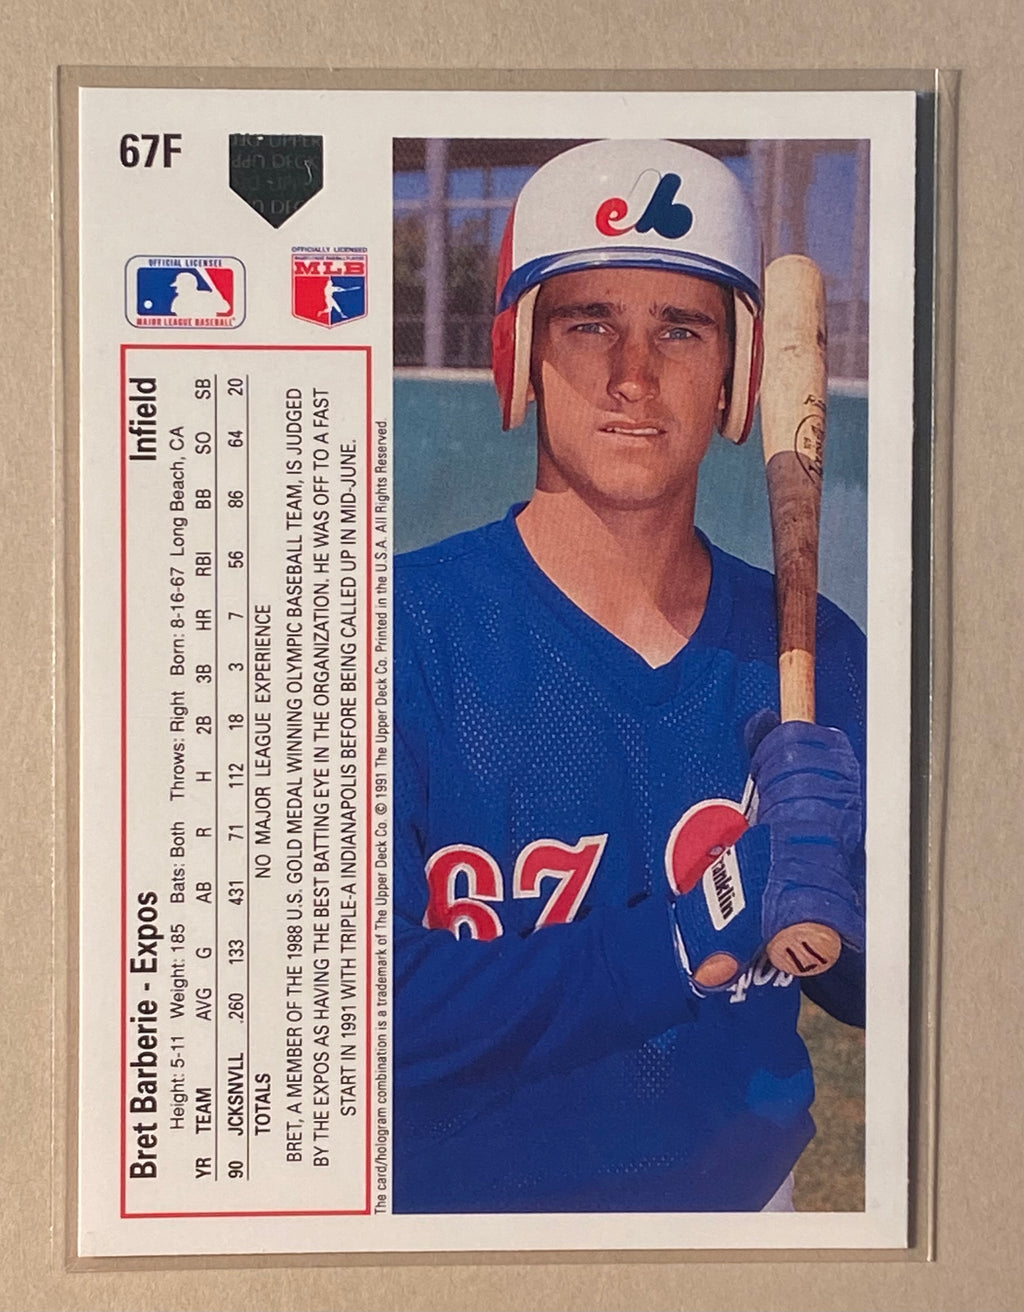 67F
OFFICIAL LICENSEE
MAJOR LEAGUE BASEBALL
OFFICIALLY LICENSED
MLB
Bret Barberie - Expos Infield
Height: 5-11 Weight: 185 Bats: Both Throws: Right Born: 8-16-67 Long Beach, CA
YR TEAM AVG G AB R H 2B 3B HR RBI BB SO SB
90 JCKSNVLL .260 133 431 71 112 18 3 7 56 86 64 20
TOTALS NO MAJOR LEAGUE EXPERIENCE
BRET, A MEMBER OF THE 1988 U.S. GOLD MEDAL WINNING OLYMPIC BASEBALL TEAM, IS JUDGED
BY THE EXPOS AS HAVING THE BEST BATTING EYE IN THE ORGANIZATION. HE WAS OFF TO A FAST
START IN 1991 WITH TRIPLE-A INDIANAPOLIS BEFORE BEING CALLED UP IN MID-JUNE.
The card/hologram combination is a trademark of The Upper Deck Co. © 1991 The Upper Deck Co. Printed in the U.S.A. All Rights Reserved.
67
Franklin
17